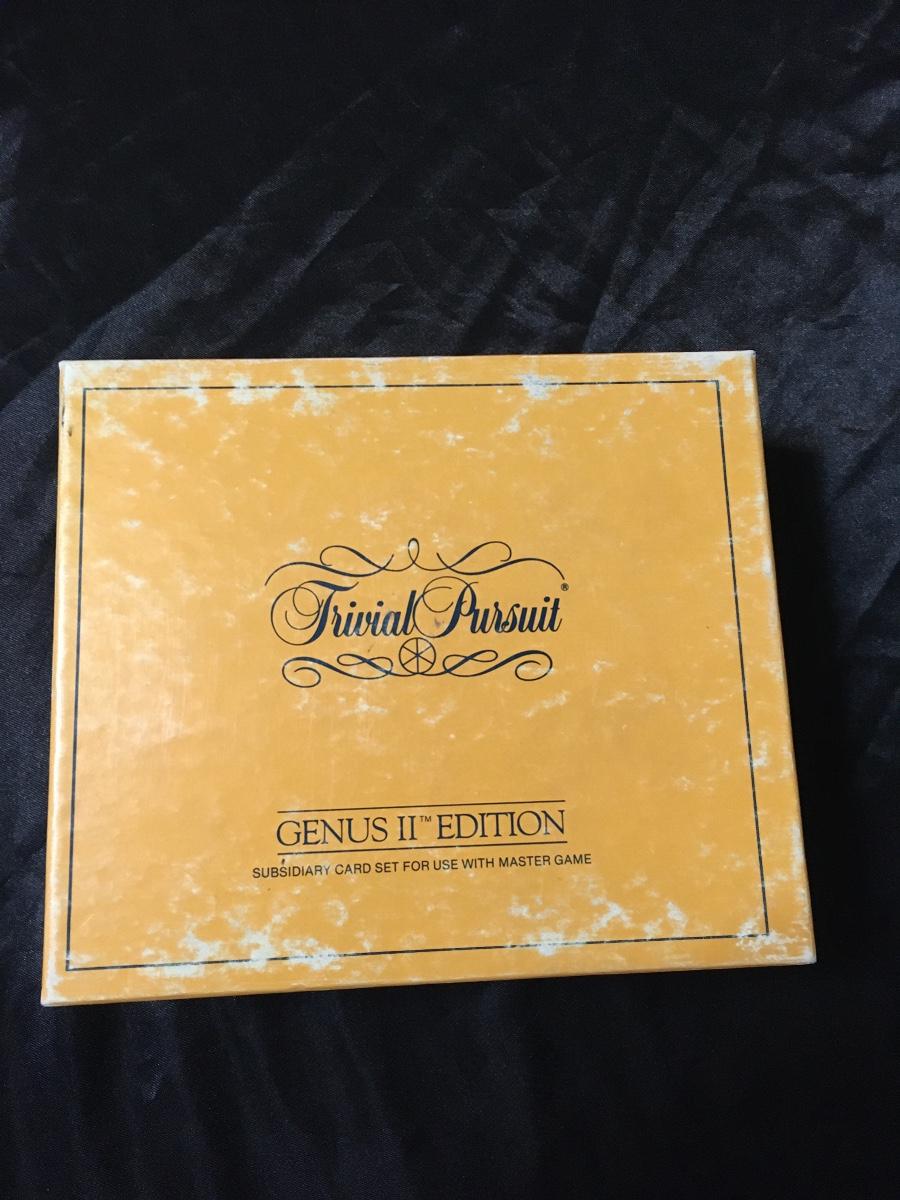 Trivial Pursuit®
GENUS II™ EDITION
SUBSIDIARY CARD SET FOR USE WITH MASTER GAME